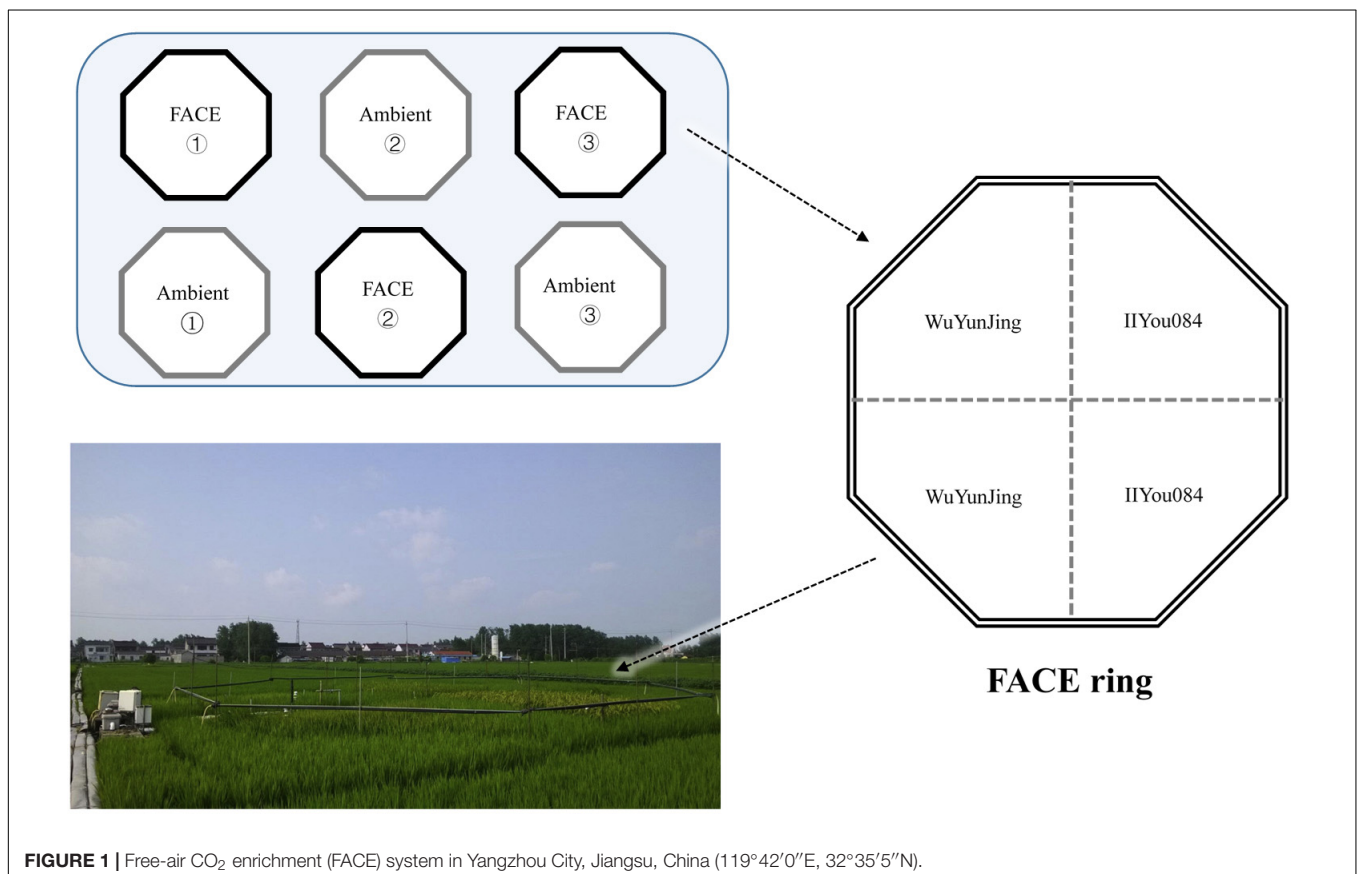 FACE
①
Ambient
②
FACE
③
Ambient
①
FACE
②
Ambient
③
WuYunJing
IIYou084
WuYunJing
IIYou084
FACE ring
FIGURE 1 | Free-air CO₂ enrichment (FACE) system in Yangzhou City, Jiangsu, China (119°42′0″E, 32°35′5″N).